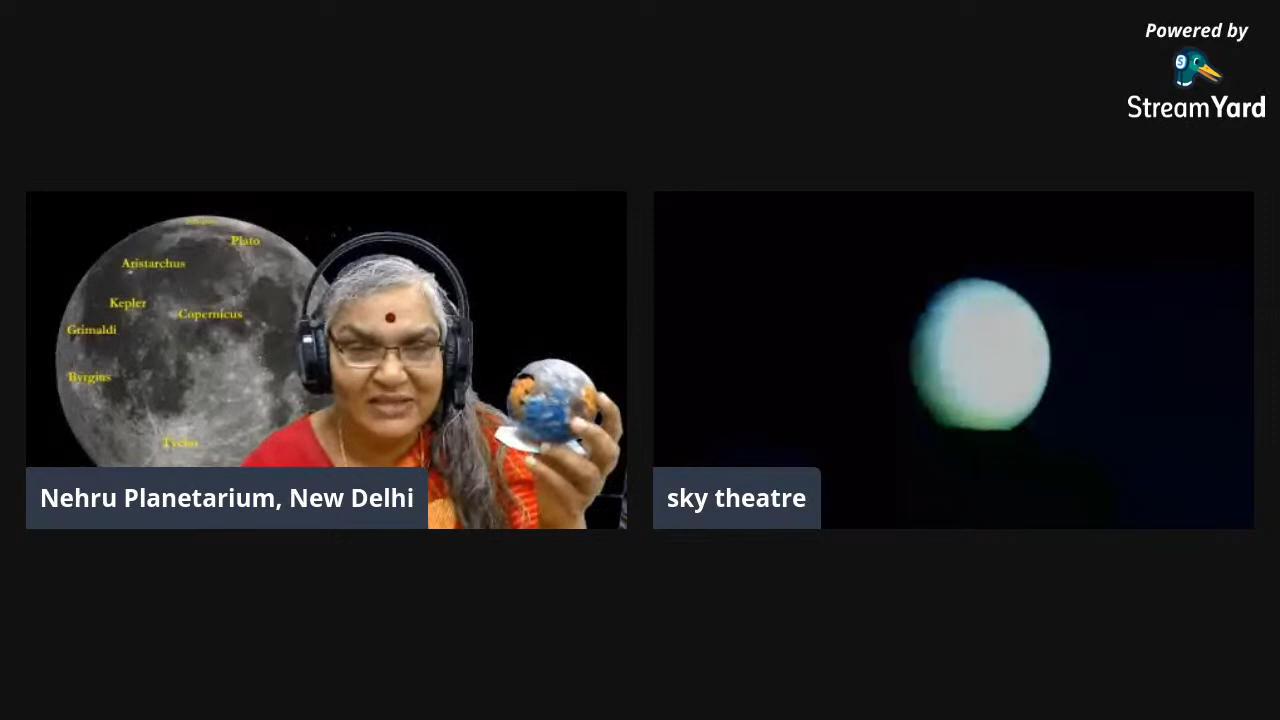 Powered by
StreamYard
Plato
Aristarchus
Kepler
Copernicus
Grimaldi
Byrgius
Tycho
Nehru Planetarium, New Delhi
sky theatre